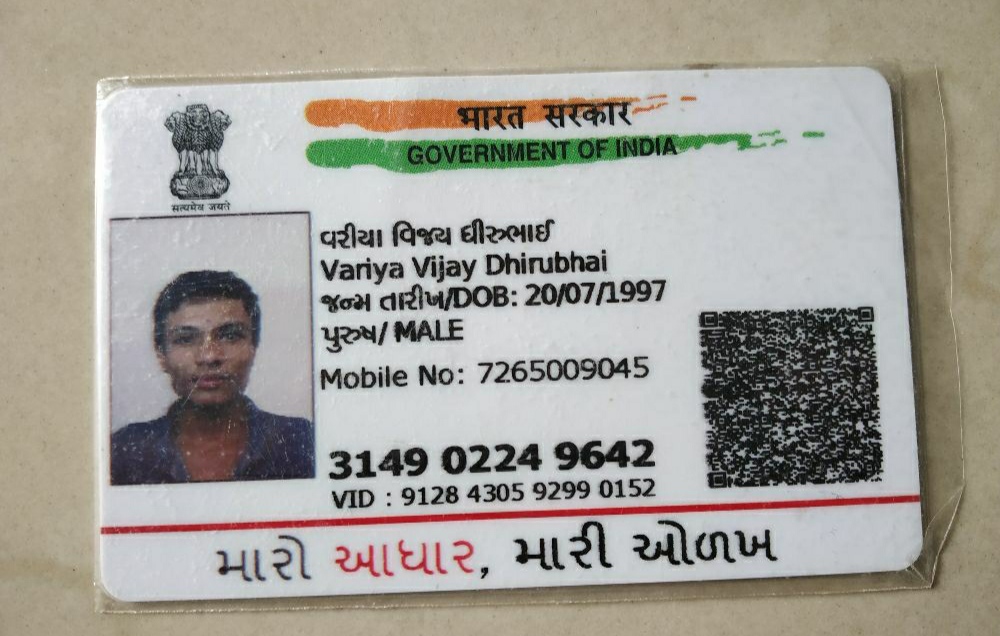 भारत सरकार
GOVERNMENT OF INDIA
सत्यमेव जयते
વરીયા વિજય ધીરુભાઈ
Variya Vijay Dhirubhai
જન્મ તારીખ/DOB: 20/07/1997
પુરુષ/ MALE
Mobile No: 7265009045
3149 0224 9642
VID : 9128 4305 9299 0152
મારો આધાર, મારી ઓળખ